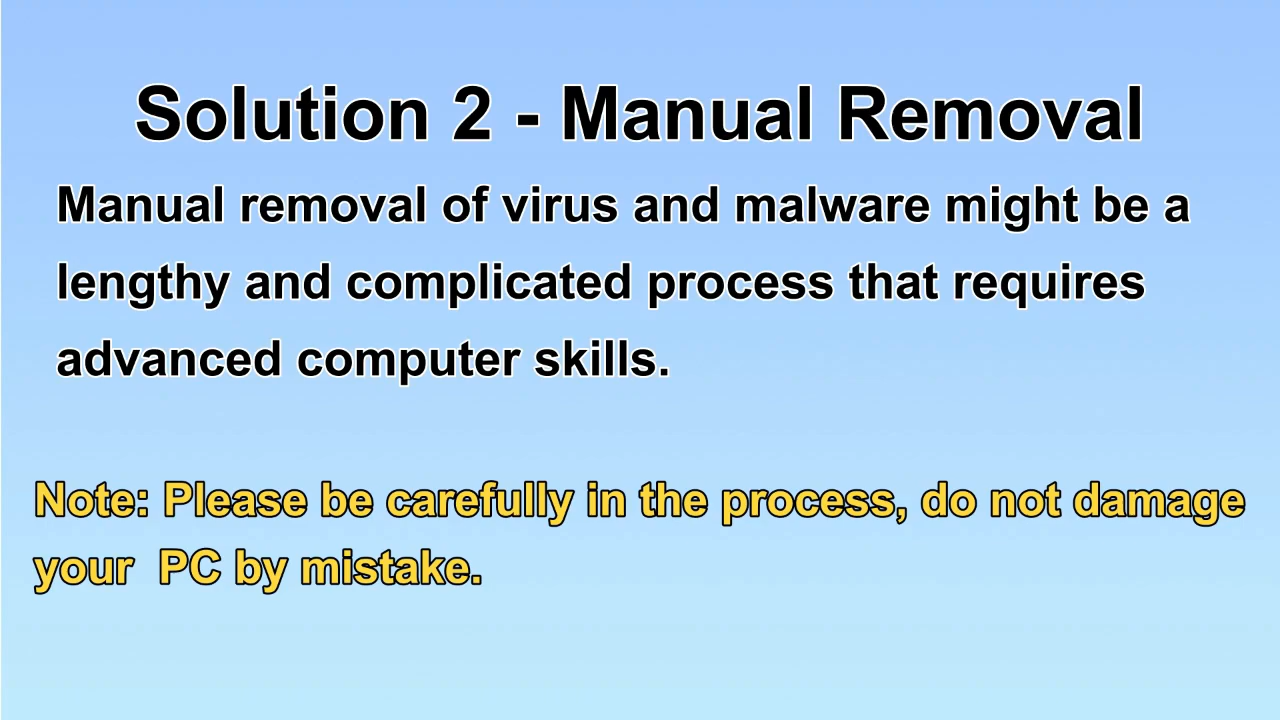 Solution 2 - Manual Removal
Manual removal of virus and malware might be a
lengthy and complicated process that requires
advanced computer skills.
Note: Please be carefully in the process, do not damage
your  PC by mistake.